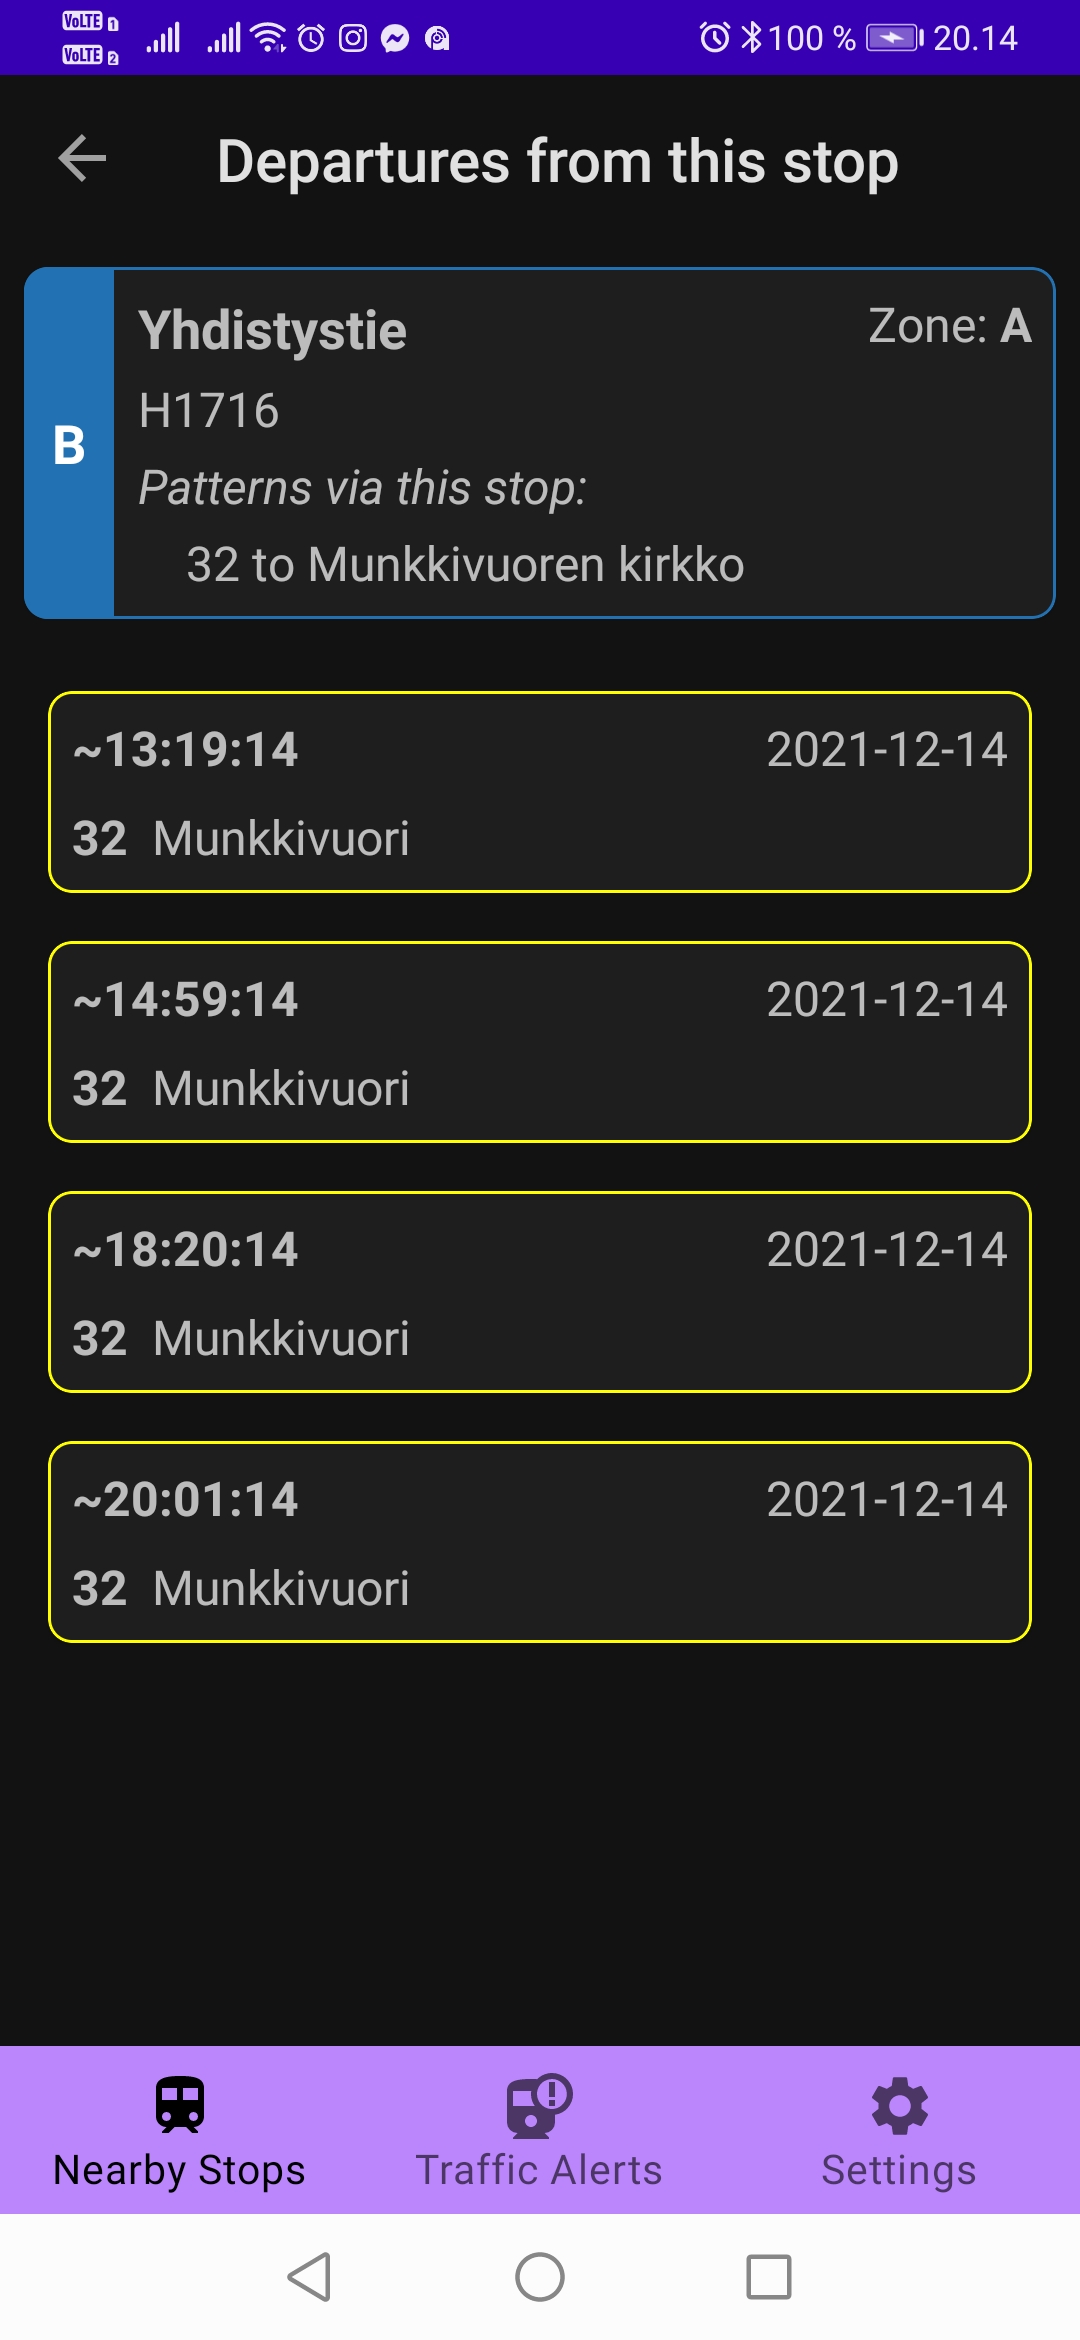 VoLTE 1
VoLTE 2
100 % 20.14
Departures from this stop
B
Yhdistystie Zone: A
H1716
Patterns via this stop:
32 to Munkkivuoren kirkko
~13:19:14 2021-12-14
32 Munkkivuori
~14:59:14 2021-12-14
32 Munkkivuori
~18:20:14 2021-12-14
32 Munkkivuori
~20:01:14 2021-12-14
32 Munkkivuori
Nearby Stops Traffic Alerts Settings